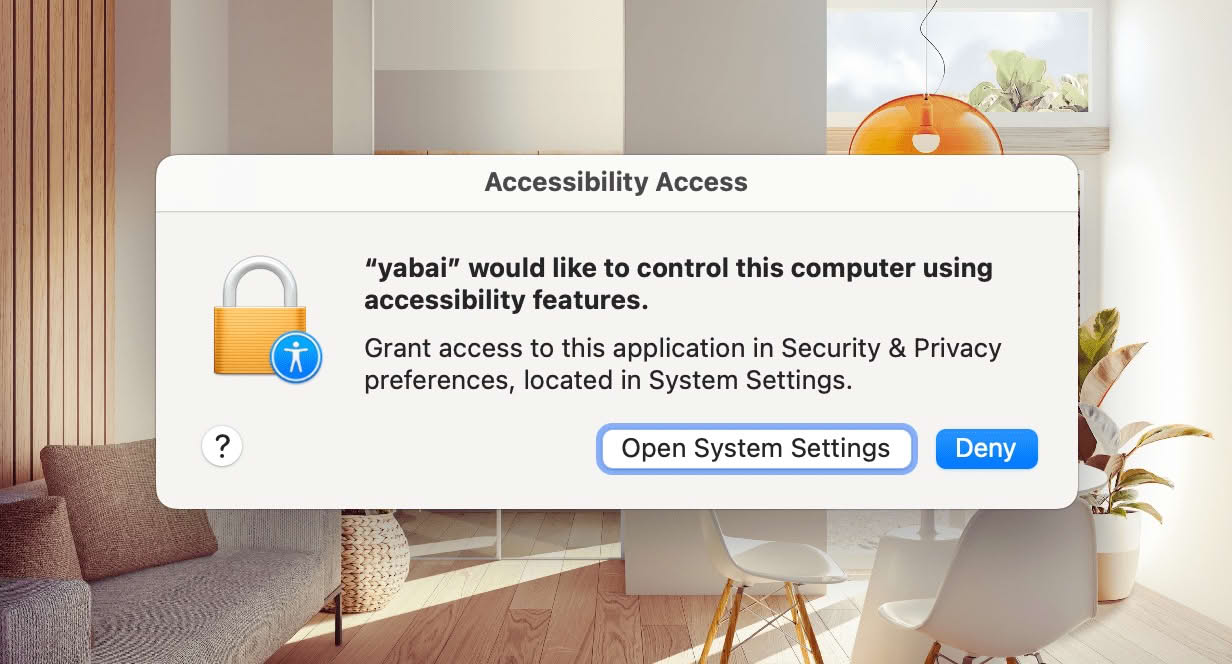 Accessibility Access
“yabai” would like to control this computer using
accessibility features.
Grant access to this application in Security & Privacy
preferences, located in System Settings.
?
Open System Settings
Deny